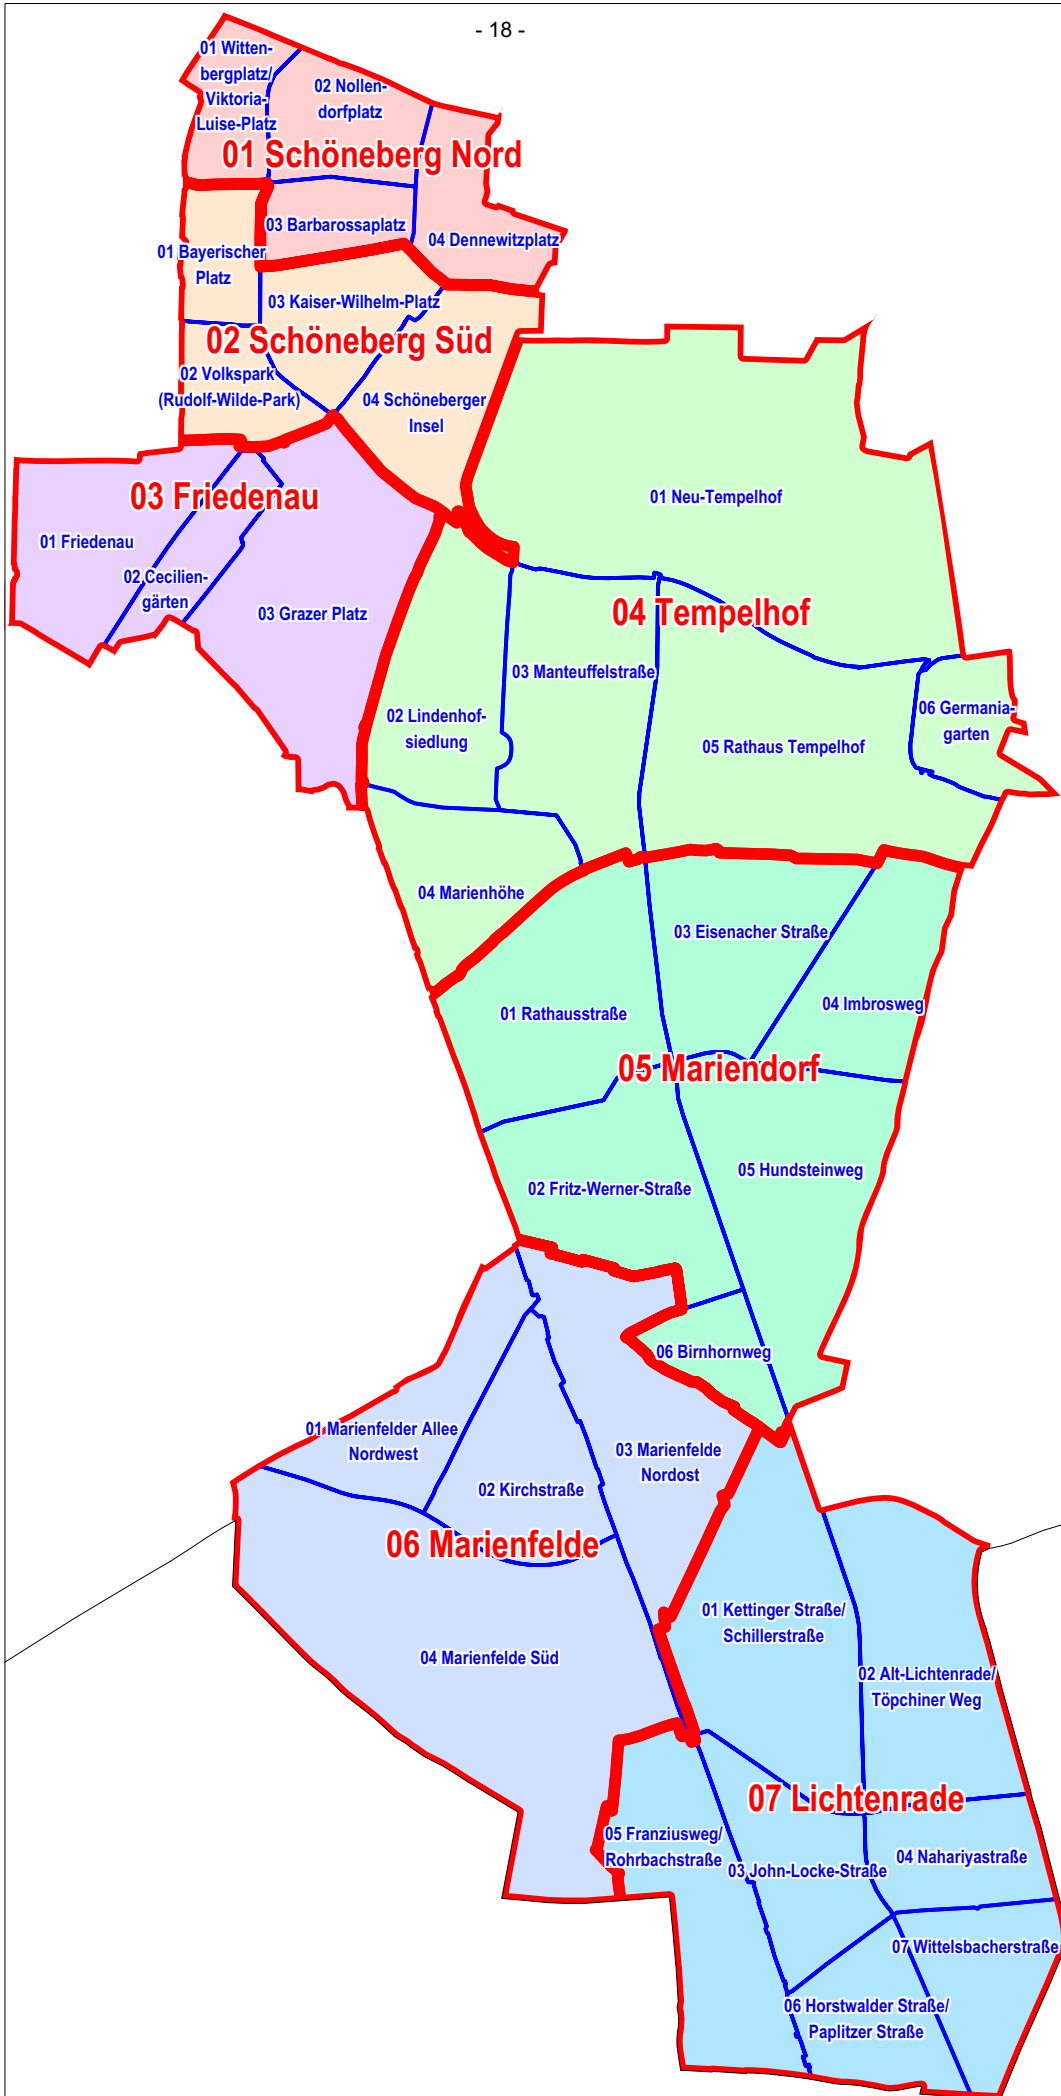 - 18 -
01 Witten-
bergplatz/
Viktoria-
Luise-Platz
02 Nollen-
dorfplatz
01 Schöneberg Nord
03 Barbarossaplatz
04 Dennewitzplatz
01 Bayerischer
Platz
03 Kaiser-Wilhelm-Platz
02 Schöneberg Süd
02 Volkspark
(Rudolf-Wilde-Park)
04 Schöneberger
Insel
03 Friedenau
01 Friedenau
02 Cecilien-
gärten
03 Grazer Platz
01 Neu-Tempelhof
04 Tempelhof
03 Manteuffelstraße
02 Lindenhof-
siedlung
05 Rathaus Tempelhof
06 Germania-
garten
04 Marienhöhe
03 Eisenacher Straße
04 Imbrosweg
01 Rathausstraße
05 Mariendorf
05 Hundsteinweg
02 Fritz-Werner-Straße
06 Birnhornweg
01 Marienfelder Allee
Nordwest
03 Marienfelde
Nordost
02 Kirchstraße
06 Marienfelde
04 Marienfelde Süd
01 Kettinger Straße/
Schillerstraße
02 Alt-Lichtenrade/
Töpchiner Weg
07 Lichtenrade
05 Franziusweg/
Rohrbachstraße
03 John-Locke-Straße
04 Nahariyastraße
07 Wittelsbacherstraße
06 Horstwalder Straße/
Paplitzer Straße